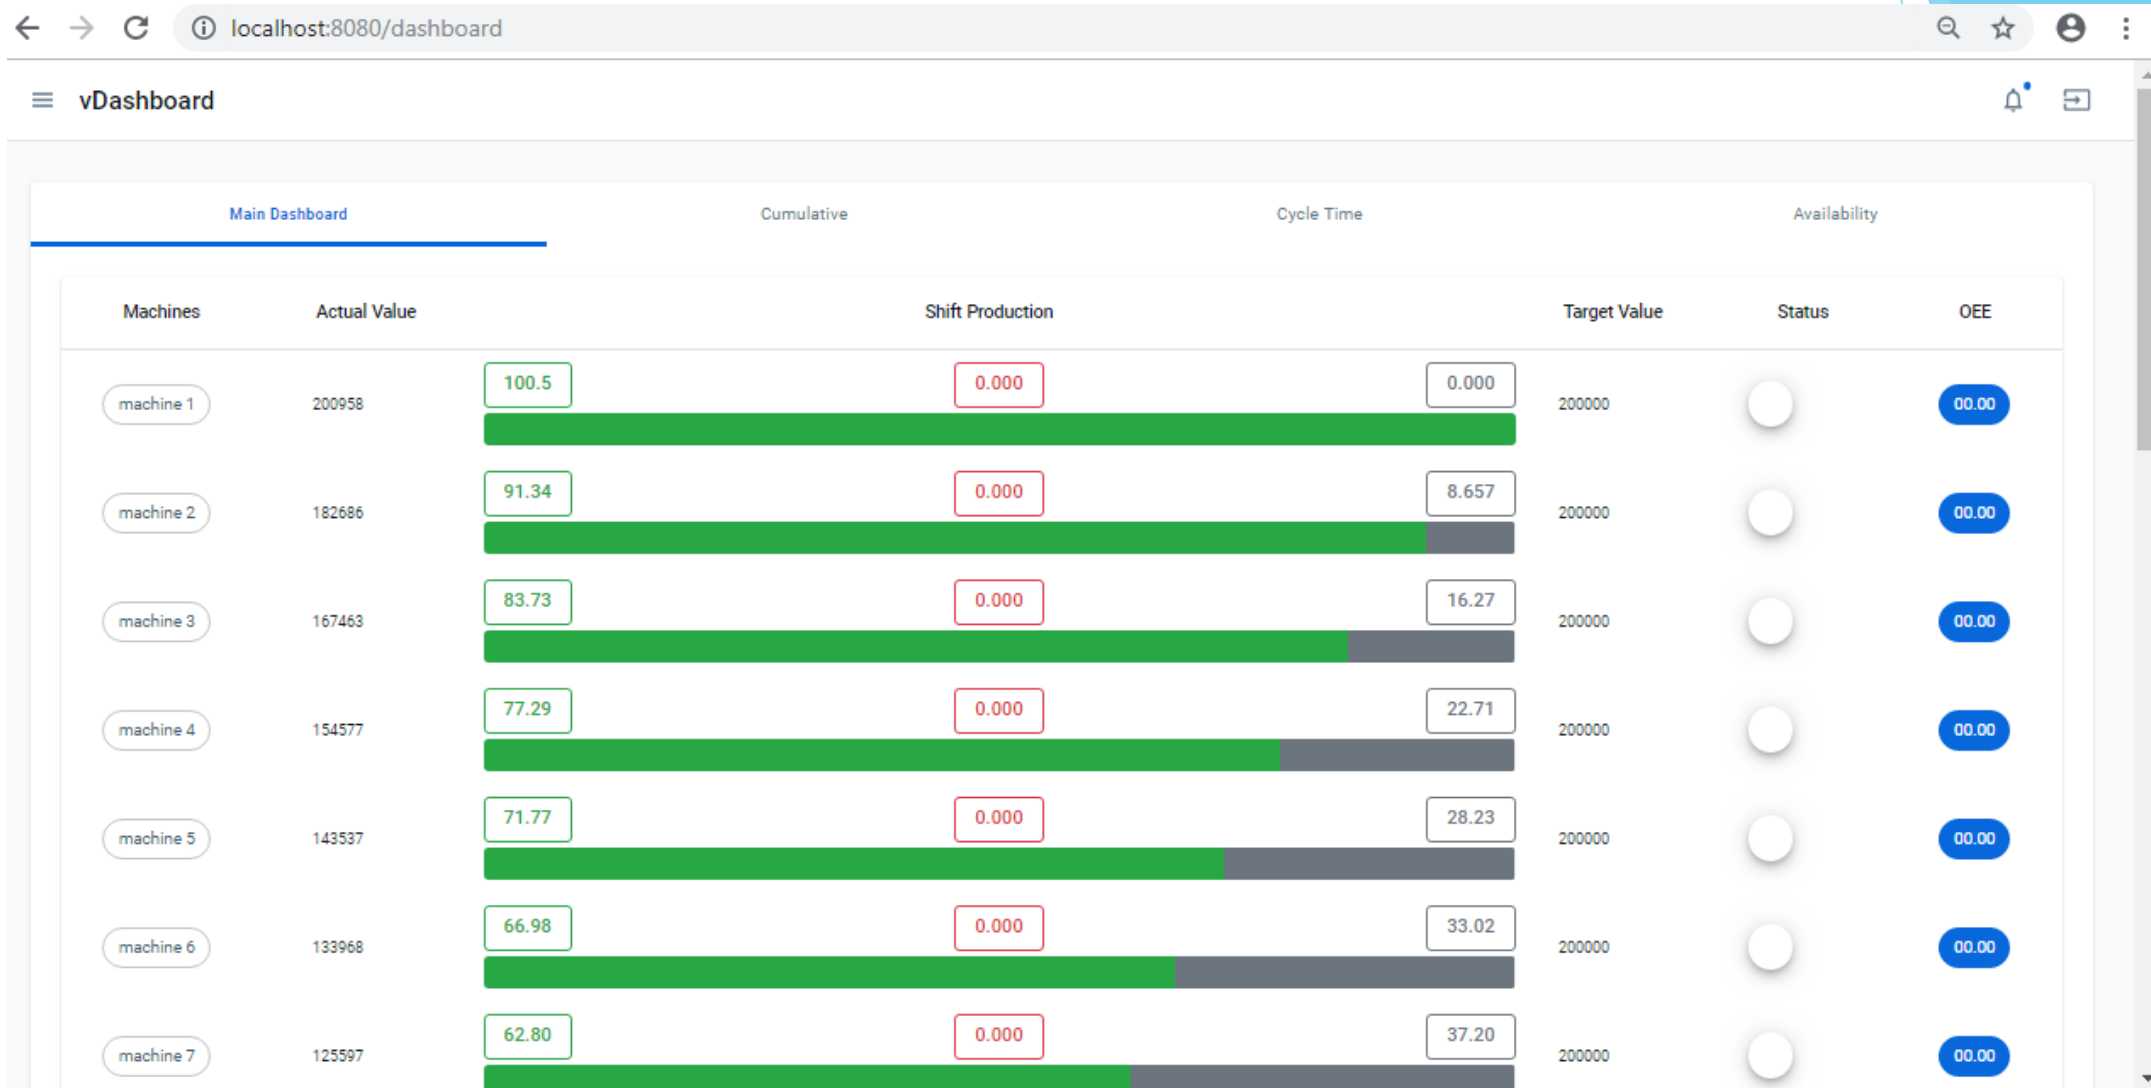 localhost:8080/dashboard
vDashboard
Main Dashboard Cumulative Cycle Time Availability
Machines Actual Value Shift Production Target Value Status OEE
100.5 0.000 0.000
machine 1 200958 200000 00.00
91.34 0.000 8.657
machine 2 182686 200000 00.00
83.73 0.000 16.27
machine 3 167463 200000 00.00
77.29 0.000 22.71
machine 4 154577 200000 00.00
71.77 0.000 28.23
machine 5 143537 200000 00.00
66.98 0.000 33.02
machine 6 133968 200000 00.00
62.80 0.000 37.20
machine 7 125597 200000 00.00